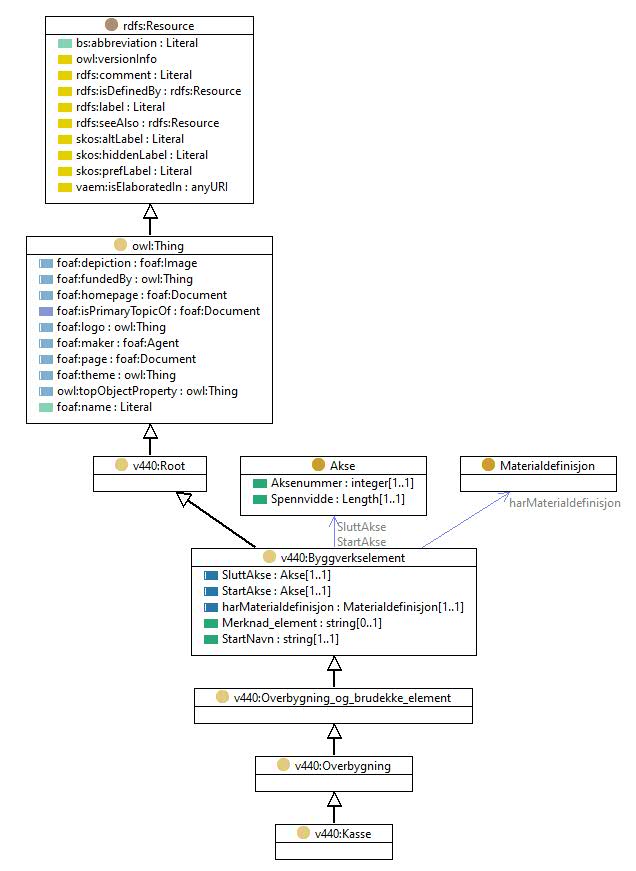 rdfs:Resource
bs:abbreviation : Literal
owl:versionInfo
rdfs:comment : Literal
rdfs:isDefinedBy : rdfs:Resource
rdfs:label : Literal
rdfs:seeAlso : rdfs:Resource
skos:altLabel : Literal
skos:hiddenLabel : Literal
skos:prefLabel : Literal
vaem:isElaboratedIn : anyURI
owl:Thing
foaf:depiction : foaf:Image
foaf:fundedBy : owl:Thing
foaf:homepage : foaf:Document
foaf:isPrimaryTopicOf : foaf:Document
foaf:logo : owl:Thing
foaf:maker : foaf:Agent
foaf:page : foaf:Document
foaf:theme : owl:Thing
owl:topObjectProperty : owl:Thing
foaf:name : Literal
v440:Root
Akse
Aksenummer : integer[1..1]
Spennvidde : Length[1..1]
Materialdefinisjon
harMaterialdefinisjon
SluttAkse
StartAkse
v440:Byggverkselement
SluttAkse : Akse[1..1]
StartAkse : Akse[1..1]
harMaterialdefinisjon : Materialdefinisjon[1..1]
Merknad_element : string[0..1]
StartNavn : string[1..1]
v440:Overbygning_og_brudekke_element
v440:Overbygning
v440:Kasse